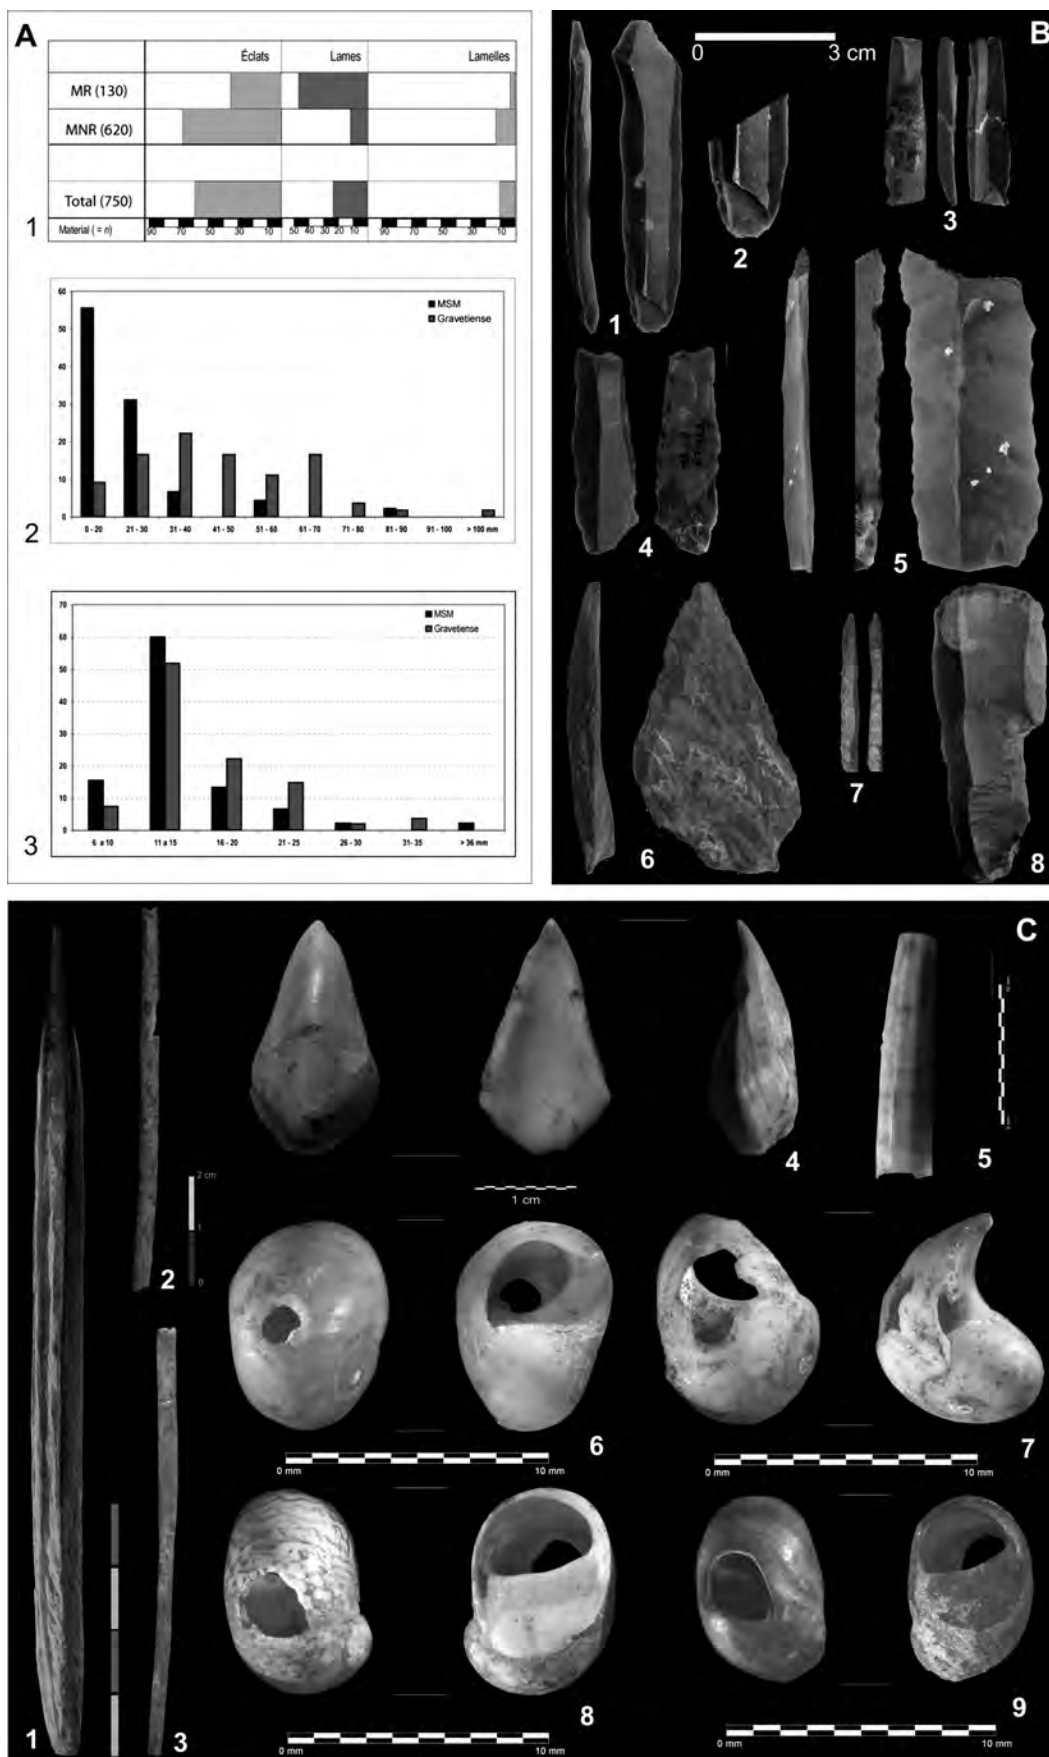 A
1
Éclats Lames Lamelles
MR (130)
MNR (620)
Total (750)
Material ( = n)
90 70 50 30 10 50 40 30 20 10 90 70 50 30 10
2
60
50
40
30
20
10
0
MSM
Gravetiense
0 - 20 21 - 30 31 - 40 41 - 50 51 - 60 61 - 70 71 - 80 81 - 90 91 - 100 > 100 mm
3
70
60
50
40
30
20
10
0
MSM
Gravetiense
6 a 10 11 a 15 16 - 20 21 - 25 26 - 30 31- 35 > 36 mm
B
0 3 cm
1
2
3
4
5
6
7
8
C
1
2
2 cm
1
0
3
4
1 cm
5
6
0 mm 10 mm
7
0 mm 10 mm
8
0 mm 10 mm
9
0 mm 10 mm